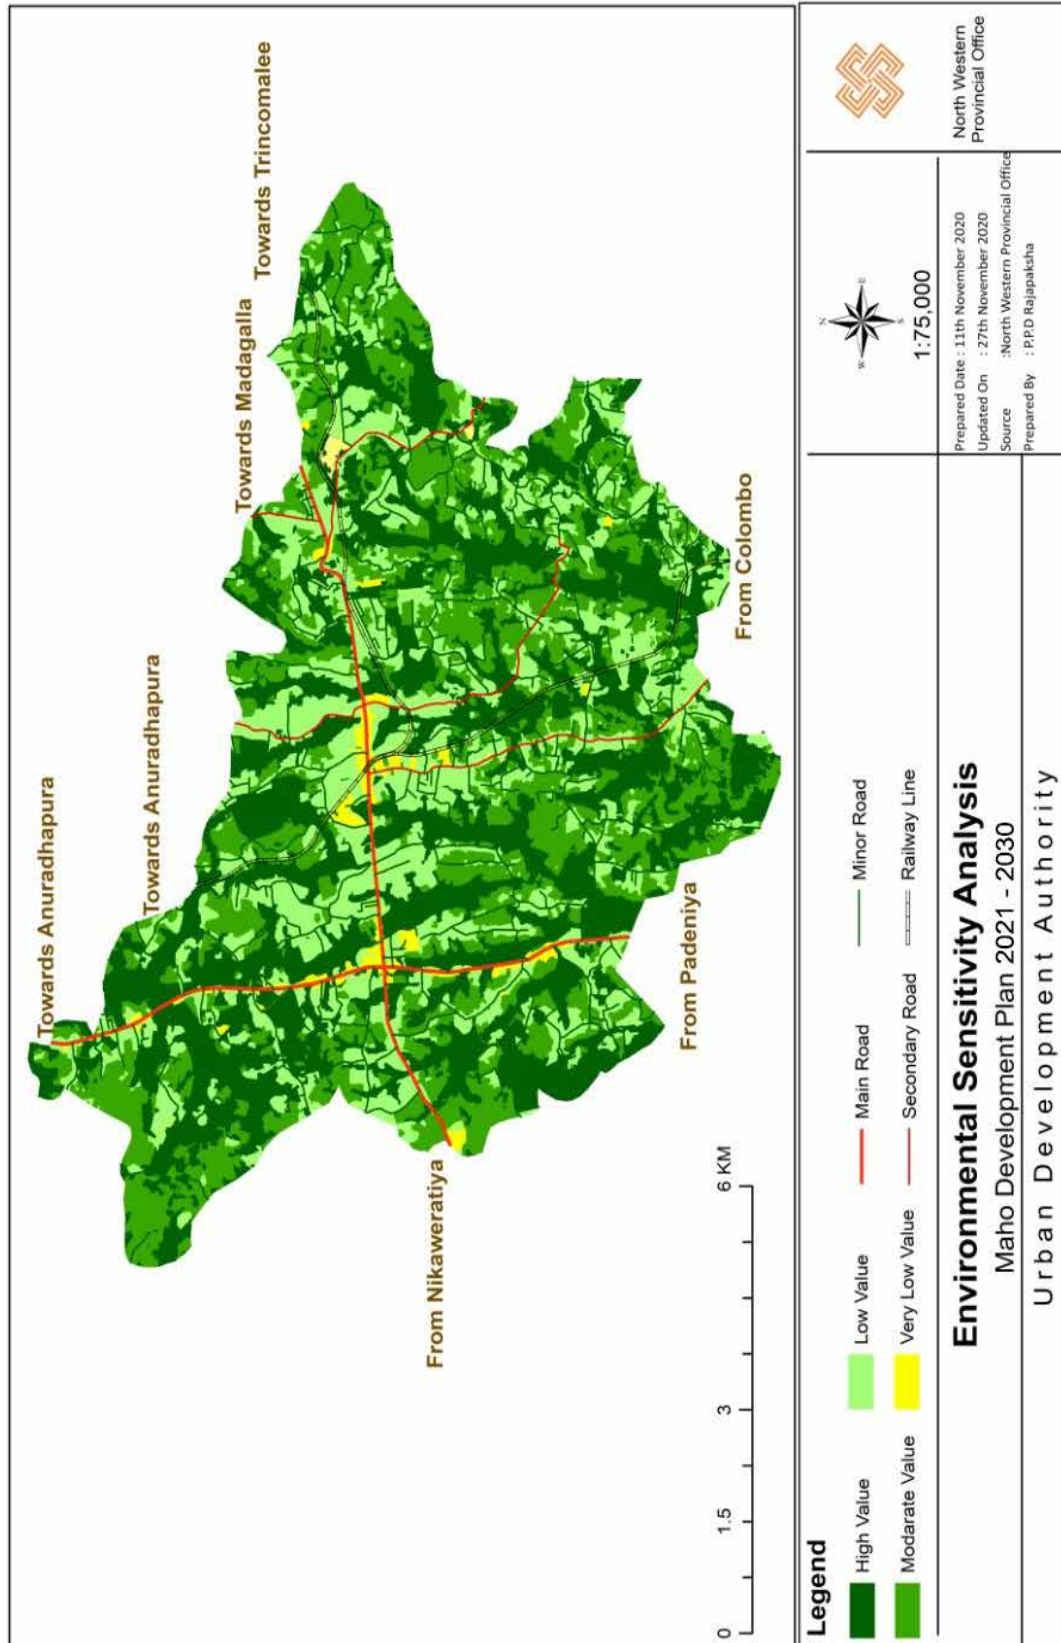 Towards Anuradhapura
Towards Anuradhapura
Towards Madagalla
Towards Trincomalee
From Nikaweratiya
From Padeniya
From Colombo
0 1.5 3 6 KM
Legend
High Value
Low Value
Main Road
Minor Road
Modarate Value
Very Low Value
Secondary Road
Railway Line
Environmental Sensitivity Analysis
Maho Development Plan 2021 - 2030
Urban Development Authority
N
W E
S
1:75,000
Prepared Date : 11th November 2020
Updated On : 27th November 2020
Source :North Western Provincial Office
Prepared By : P.P.D Rajapaksha
North Western
Provincial Office